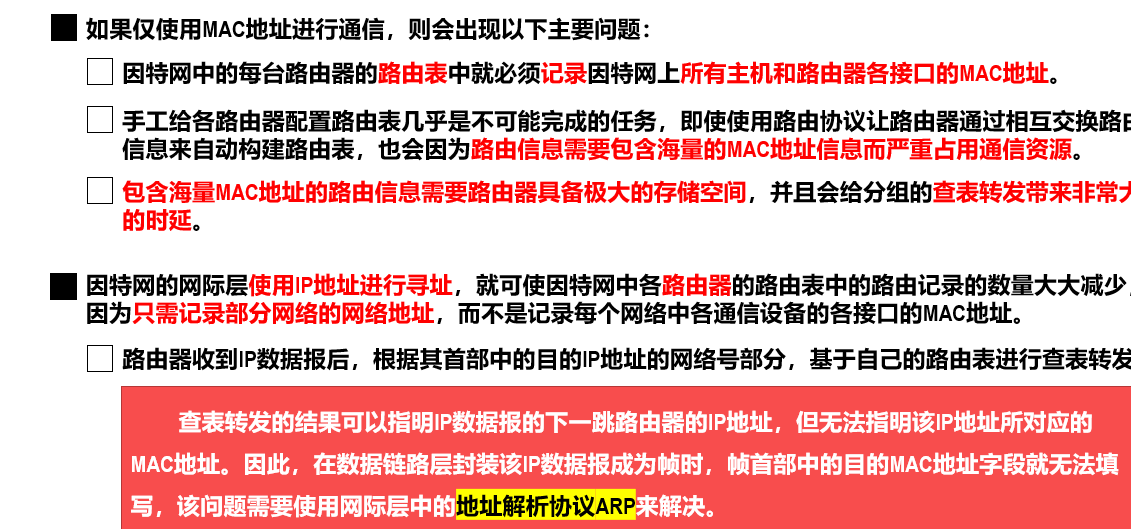 如果仅使用MAC地址进行通信，则会出现以下主要问题：
因特网中的每台路由器的路由表中就必须记录因特网上所有主机和路由器各接口的MAC地址。
手工给各路由器配置路由表几乎是不可能完成的任务，即使使用路由协议让路由器通过相互交换路由
信息来自动构建路由表，也会因为路由信息需要包含海量的MAC地址信息而严重占用通信资源。
包含海量MAC地址的路由信息需要路由器具备极大的存储空间，并且会给分组的查表转发带来非常大
的时延。
因特网的网际层使用IP地址进行寻址，就可使因特网中各路由器的路由表中的路由记录的数量大大减少，
因为只需记录部分网络的网络地址，而不是记录每个网络中各通信设备的各接口的MAC地址。
路由器收到IP数据报后，根据其首部中的目的IP地址的网络号部分，基于自己的路由表进行查表转发
查表转发的结果可以指明IP数据报的下一跳路由器的IP地址，但无法指明该IP地址所对应的
MAC地址。因此，在数据链路层封装该IP数据报成为帧时，帧首部中的目的MAC地址字段就无法填
写，该问题需要使用网际层中的地址解析协议ARP来解决。